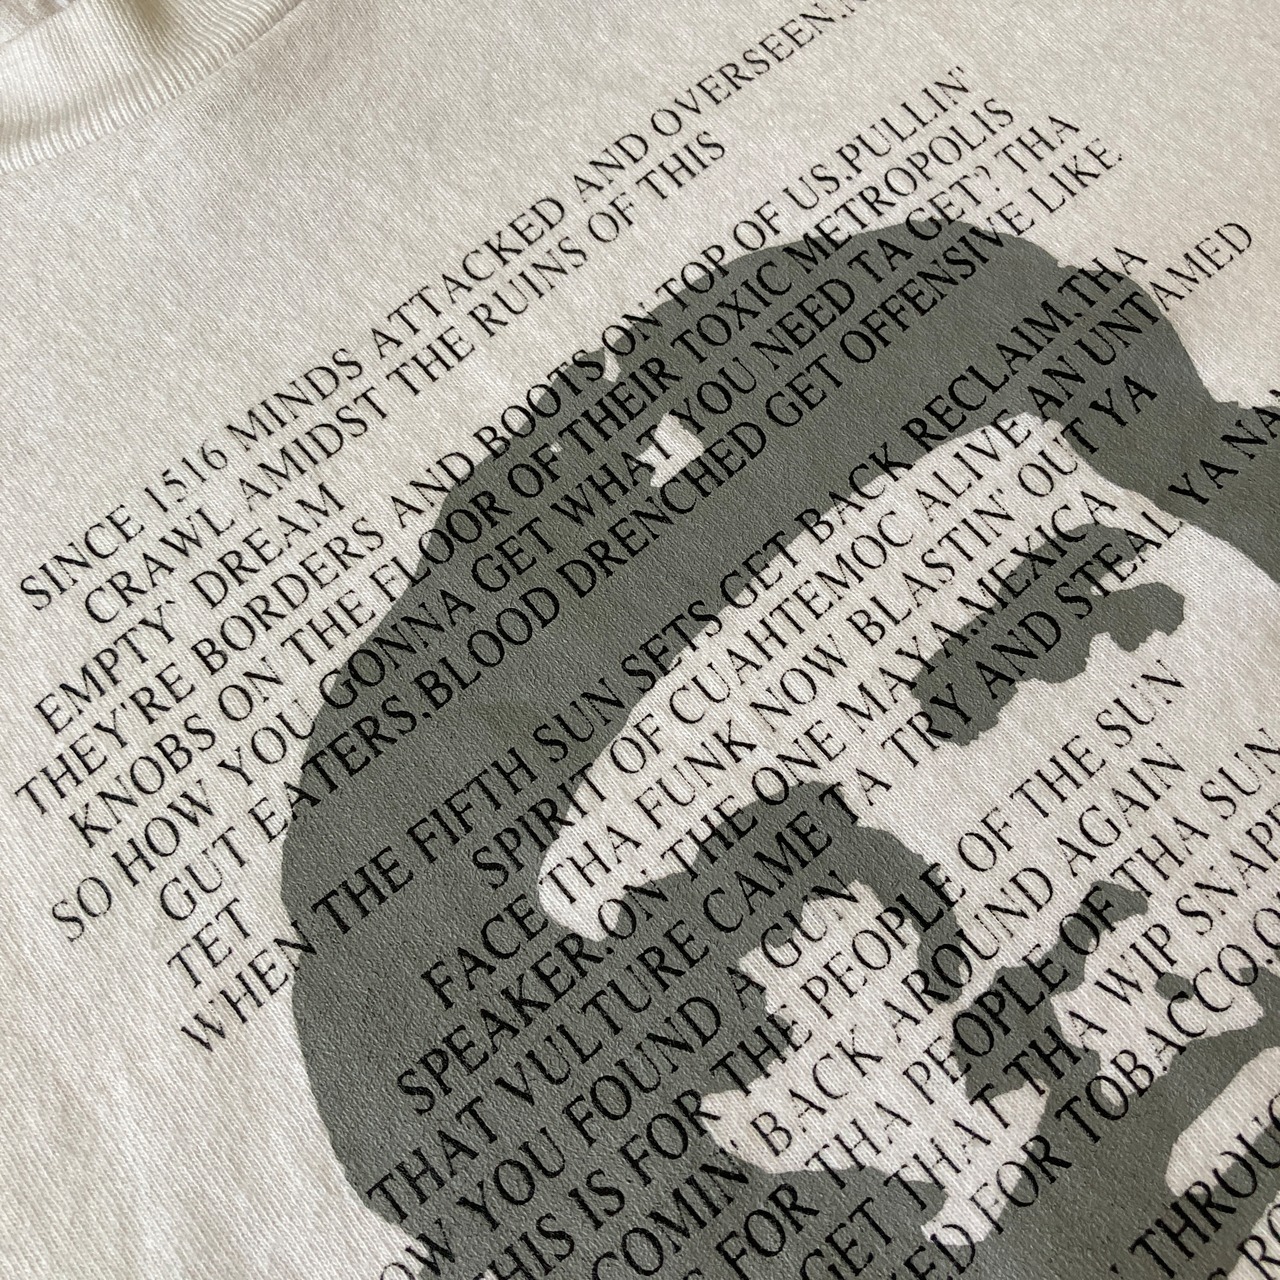 SINCE 1516 MINDS ATTACKED AND OVERSEEN.
CRAWL AMIDST THE RUINS OF THIS
EMPTY` DREAM
THEY'RE BORDERS AND BOOTS ON TOP OF US.PULLIN'
KNOBS ON THE FLOOR OF THEIR TOXIC METROPOLIS
SO HOW YOU GONNA GET WHAT YOU NEED TA GET? THA
GUT EATERS.BLOOD DRENCHED GET OFFENSIVE LIKE
TET
WHEN THE FIFTH SUN SETS GET BACK RECLAIM.THA
SPIRIT OF CUAHTEMOC ALIVE AN UNTAMED
FACE THA FUNK NOW BLASTIN' OUT YA
SPEAKER.ON THE ONE MAYA..MEXICA
THAT VULTURE CAME TA TRY AND STEAL YA
YOU FOUND A GUN
THIS IS FOR THE PEOPLE OF THE SUN
COMIN' BACK AROUND AGAIN
FOR THA PEOPLE OF THA SUN
GET THAT THA WIP
FOR TOBACCO.